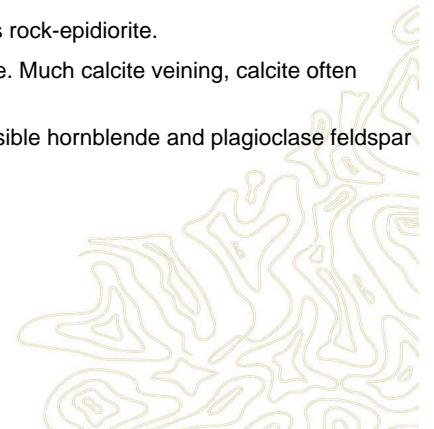 s rock-epidiorite.
e. Much calcite veining, calcite often
sible hornblende and plagioclase feldspar